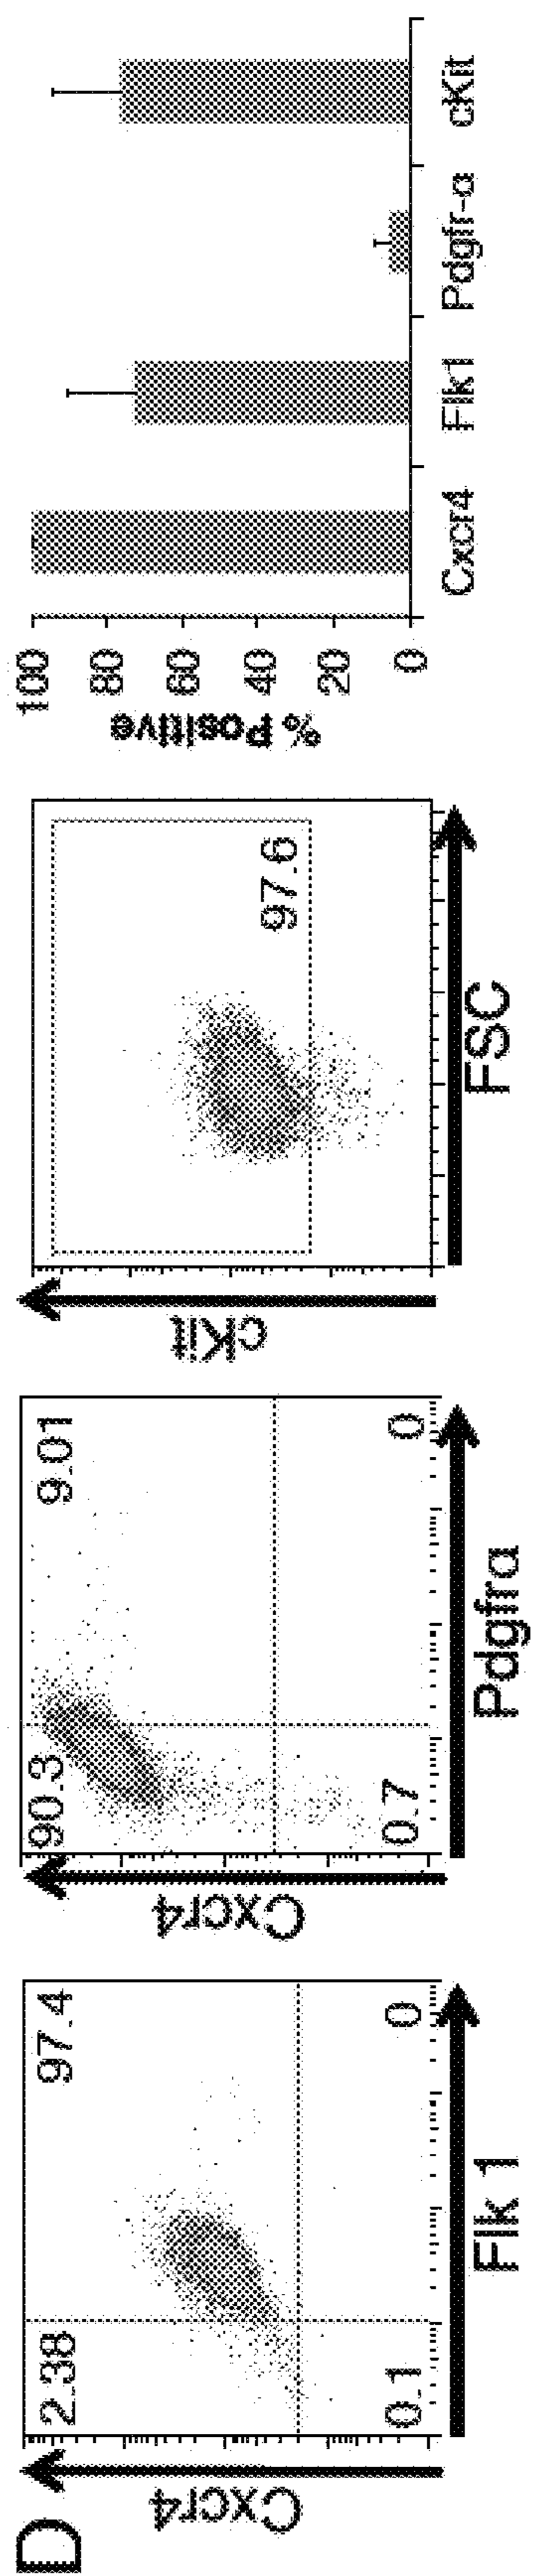 D
Cxcr4
2.38
97.4
0.1
0
Flk 1
Cxcr4
90.3
9.01
0.7
0
Pdgfra
cKit
97.6
FSC
% Positive
100
80
60
40
20
0
Cxcr4
Flk1
Pdgfr-α
cKit